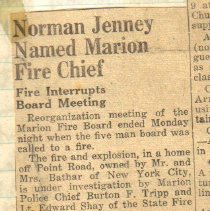 Norman Jenney
Named Marion
Fire Chief
Fire Interrupts
Board Meeting
Reorganization meeting of the
Marion Fire Board ended Monday
night when the five man board was
called to a fire.
The fire and explosion, in a home
off Point Road, owned by Mr. and
Mrs. Bathar of New York City,
is under investigation by Marion
Police Chief Burton F. Tripp and
Lt. Edward Shay of the State Fire